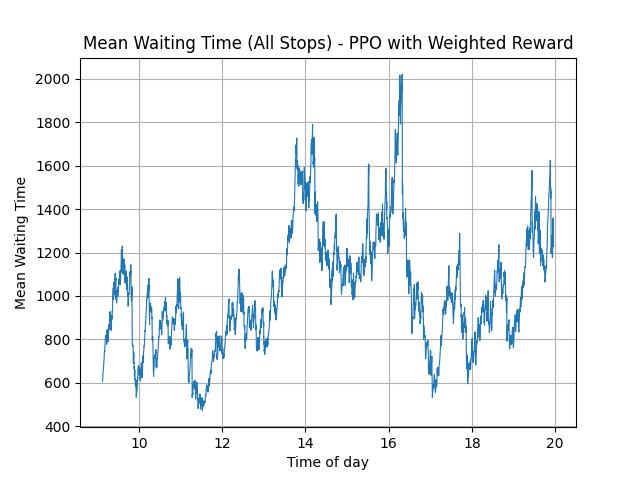 Mean Waiting Time (All Stops) - PPO with Weighted Reward
2000
1800
1600
1400
1200
1000
800
600
400
Mean Waiting Time
10 12 14 16 18 20
Time of day